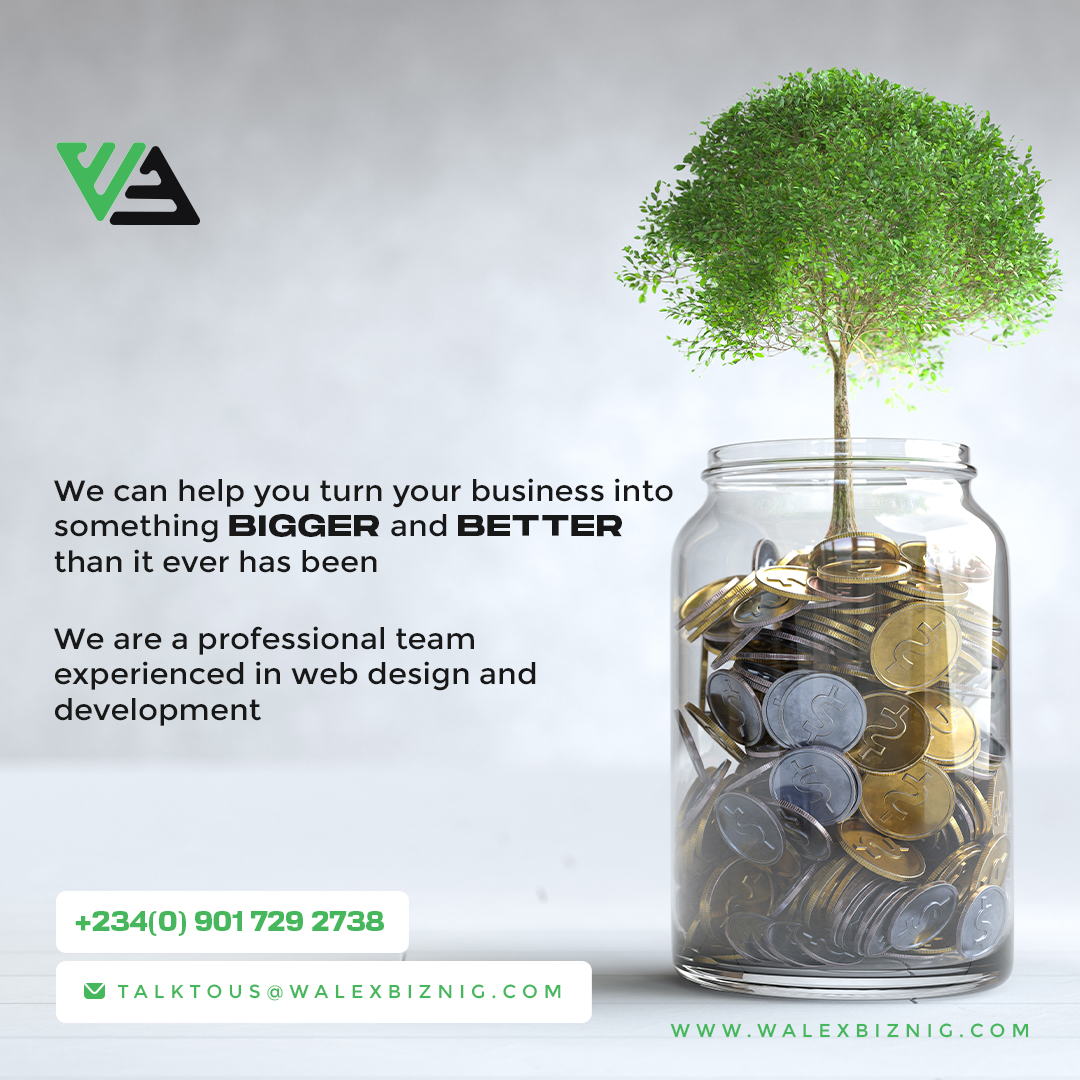 We can help you turn your business into
something BIGGER and BETTER
than it ever has been
We are a professional team
experienced in web design and
development
+234(0) 901 729 2738
TALKTOUS@WALEXBIZNIG.COM
WWW.WALEXBIZNIG.COM